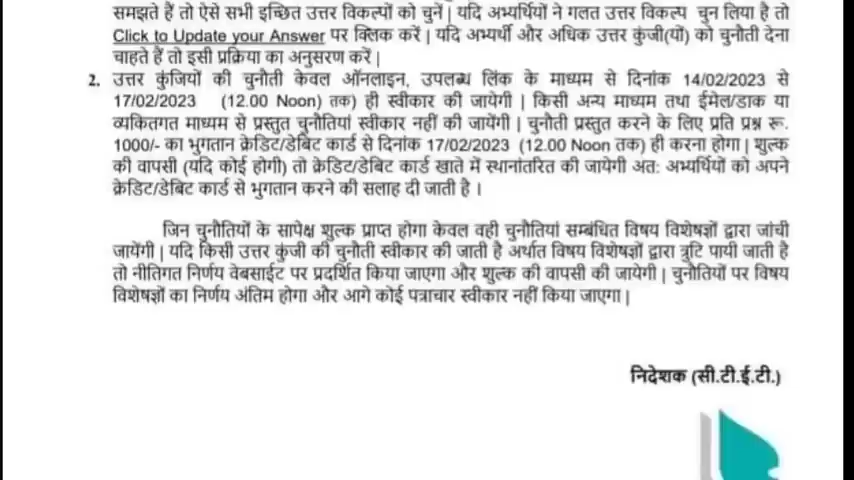 समझते हैं तो ऐसे सभी इच्छित उत्तर विकल्पों को चुनें | यदि अभ्यर्थियों ने गलत उत्तर विकल्प चुन लिया है तो
Click to Update your Answer पर क्लिक करें | यदि अभ्यर्थी और अधिक उत्तर कुंजी(यों) को चुनौती देना
चाहते हैं तो इसी प्रक्रिया का अनुसरण करें |
2. उत्तर कुंजियों की चुनौती केवल ऑनलाइन, उपलब्ध लिंक के माध्यम से दिनांक 14/02/2023 से
17/02/2023 (12.00 Noon) तक) ही स्वीकार की जायेगी | किसी अन्य माध्यम तथा ईमेल/डाक या
व्यकितगत माध्यम से प्रस्तुत चुनौतियां स्वीकार नहीं की जायेंगी | चुनौती प्रस्तुत करने के लिए प्रति प्रश्न रू.
1000/- का भुगतान क्रेडिट/डेबिट कार्ड से दिनांक 17/02/2023 (12.00 Noon तक) ही करना होगा | शुल्क
की वापसी (यदि कोई होगी) तो क्रेडिट/डेबिट कार्ड खाते में स्थानांतरित की जायेगी अत: अभ्यर्थियों को अपने
क्रेडिट/डेबिट कार्ड से भुगतान करने की सलाह दी जाती है ।
जिन चुनौतियों के सापेक्ष शुल्क प्राप्त होगा केवल वही चुनौतियां सम्बंधित विषय विशेषज्ञों द्वारा जांची
जायेंगी | यदि किसी उत्तर कुंजी की चुनौती स्वीकार की जाती है अर्थात विषय विशेषज्ञों द्वारा त्रुटि पायी जाती है
तो नीतिगत निर्णय वेबसाईट पर प्रदर्शित किया जाएगा और शुल्क की वापसी की जायेगी | चुनौतियों पर विषय
विशेषज्ञों का निर्णय अंतिम होगा और आगे कोई पत्राचार स्वीकार नहीं किया जाएगा |
निदेशक (सी.टी.ई.टी.)